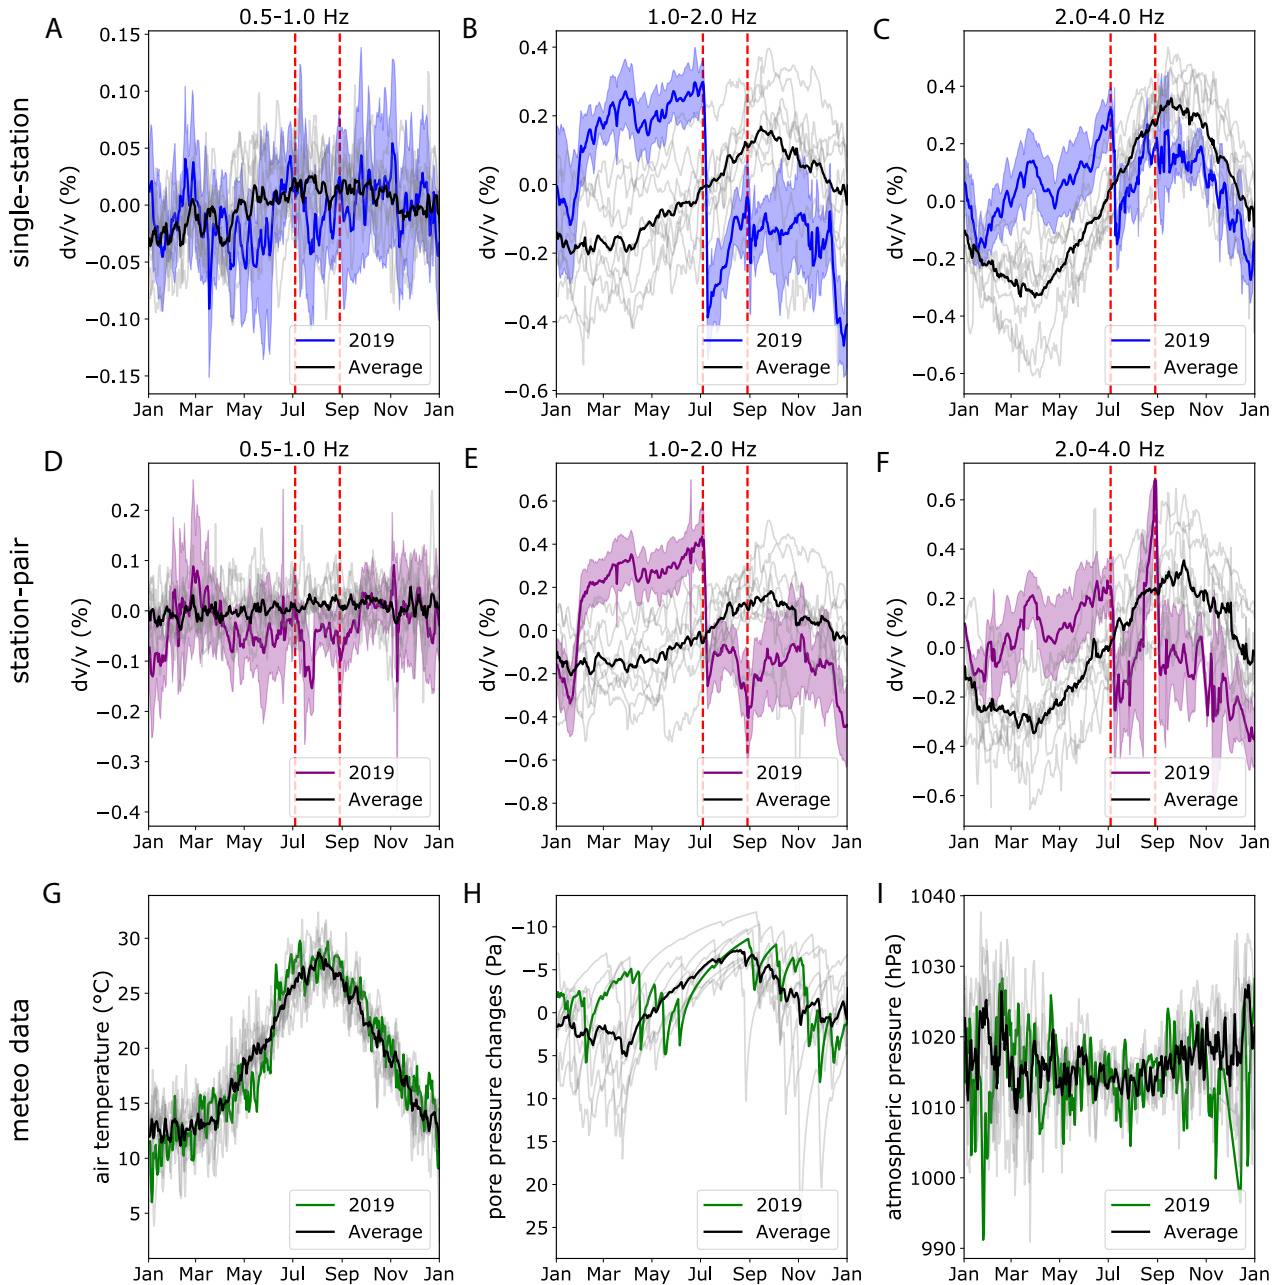 A
0.5–1.0 Hz
B
1.0–2.0 Hz
C
2.0–4.0 Hz
single-station
dv/v (%)
0.15
0.10
0.05
0.00
−0.05
−0.10
−0.15
2019
Average
Jan Mar May Jul Sep Nov Jan
dv/v (%)
0.4
0.2
0.0
−0.2
−0.4
−0.6
2019
Average
Jan Mar May Jul Sep Nov Jan
dv/v (%)
0.4
0.2
0.0
−0.2
−0.4
−0.6
2019
Average
Jan Mar May Jul Sep Nov Jan
D
0.5–1.0 Hz
E
1.0–2.0 Hz
F
2.0–4.0 Hz
station-pair
dv/v (%)
0.2
0.1
0.0
−0.1
−0.2
−0.3
−0.4
2019
Average
Jan Mar May Jul Sep Nov Jan
dv/v (%)
0.6
0.4
0.2
0.0
−0.2
−0.4
−0.6
−0.8
2019
Average
Jan Mar May Jul Sep Nov Jan
dv/v (%)
0.6
0.4
0.2
0.0
−0.2
−0.4
−0.6
2019
Average
Jan Mar May Jul Sep Nov Jan
G
H
I
meteo data
air temperature (°C)
30
25
20
15
10
5
2019
Average
Jan Mar May Jul Sep Nov Jan
pore pressure changes (Pa)
−10
−5
0
5
10
15
20
25
2019
Average
Jan Mar May Jul Sep Nov Jan
atmospheric pressure (hPa)
1040
1030
1020
1010
1000
990
2019
Average
Jan Mar May Jul Sep Nov Jan